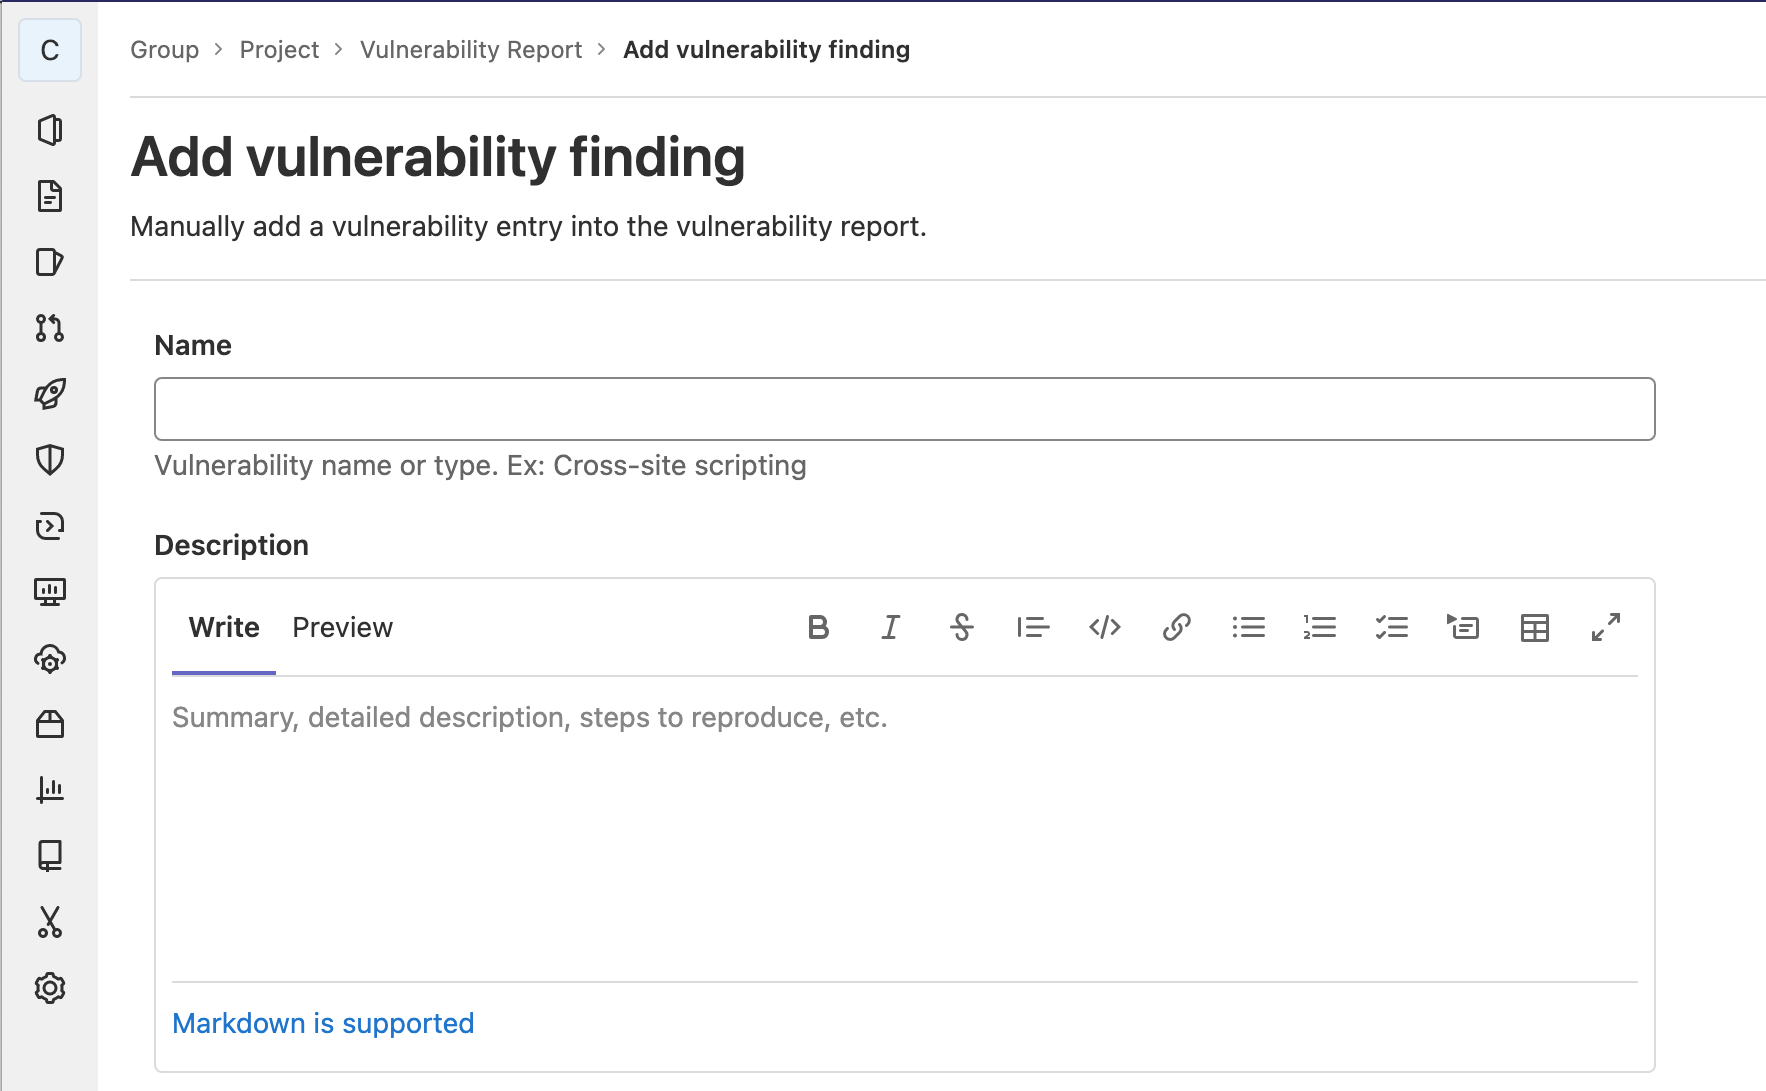 C
Group > Project > Vulnerability Report > Add vulnerability finding
Add vulnerability finding
Manually add a vulnerability entry into the vulnerability report.
Name
Vulnerability name or type. Ex: Cross-site scripting
Description
Write Preview
Summary, detailed description, steps to reproduce, etc.
Markdown is supported